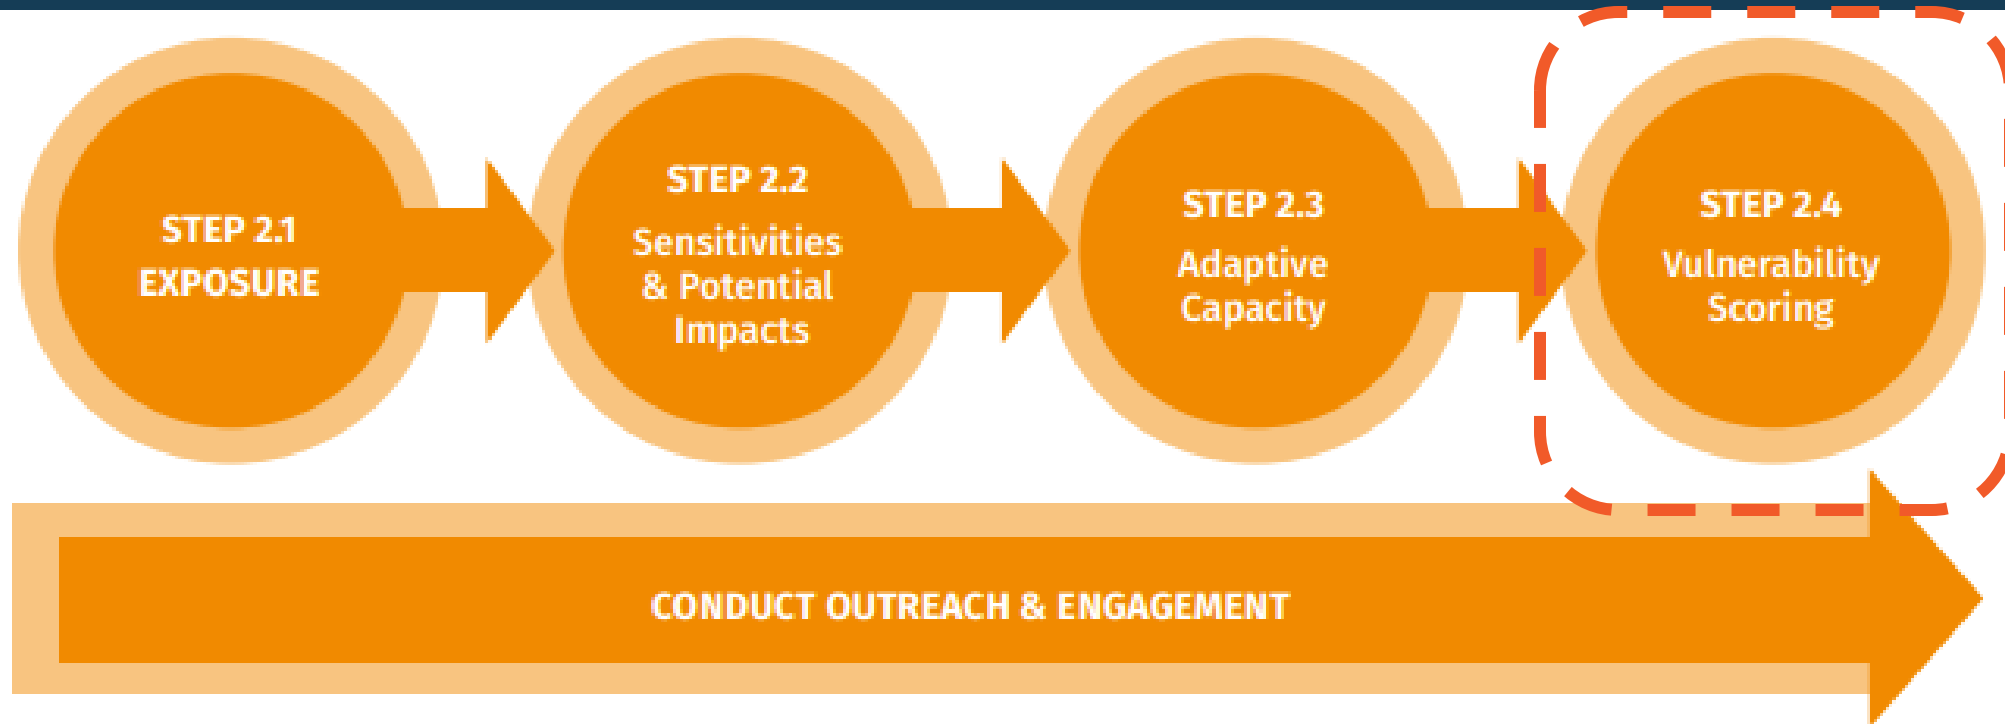 STEP 2.1
EXPOSURE
STEP 2.2
Sensitivities
& Potential
Impacts
STEP 2.3
Adaptive
Capacity
STEP 2.4
Vulnerability
Scoring
CONDUCT OUTREACH & ENGAGEMENT